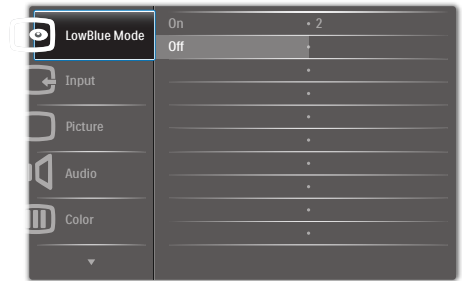 LowBlue Mode
On • 2
Off •
Input
Picture
Audio
Color